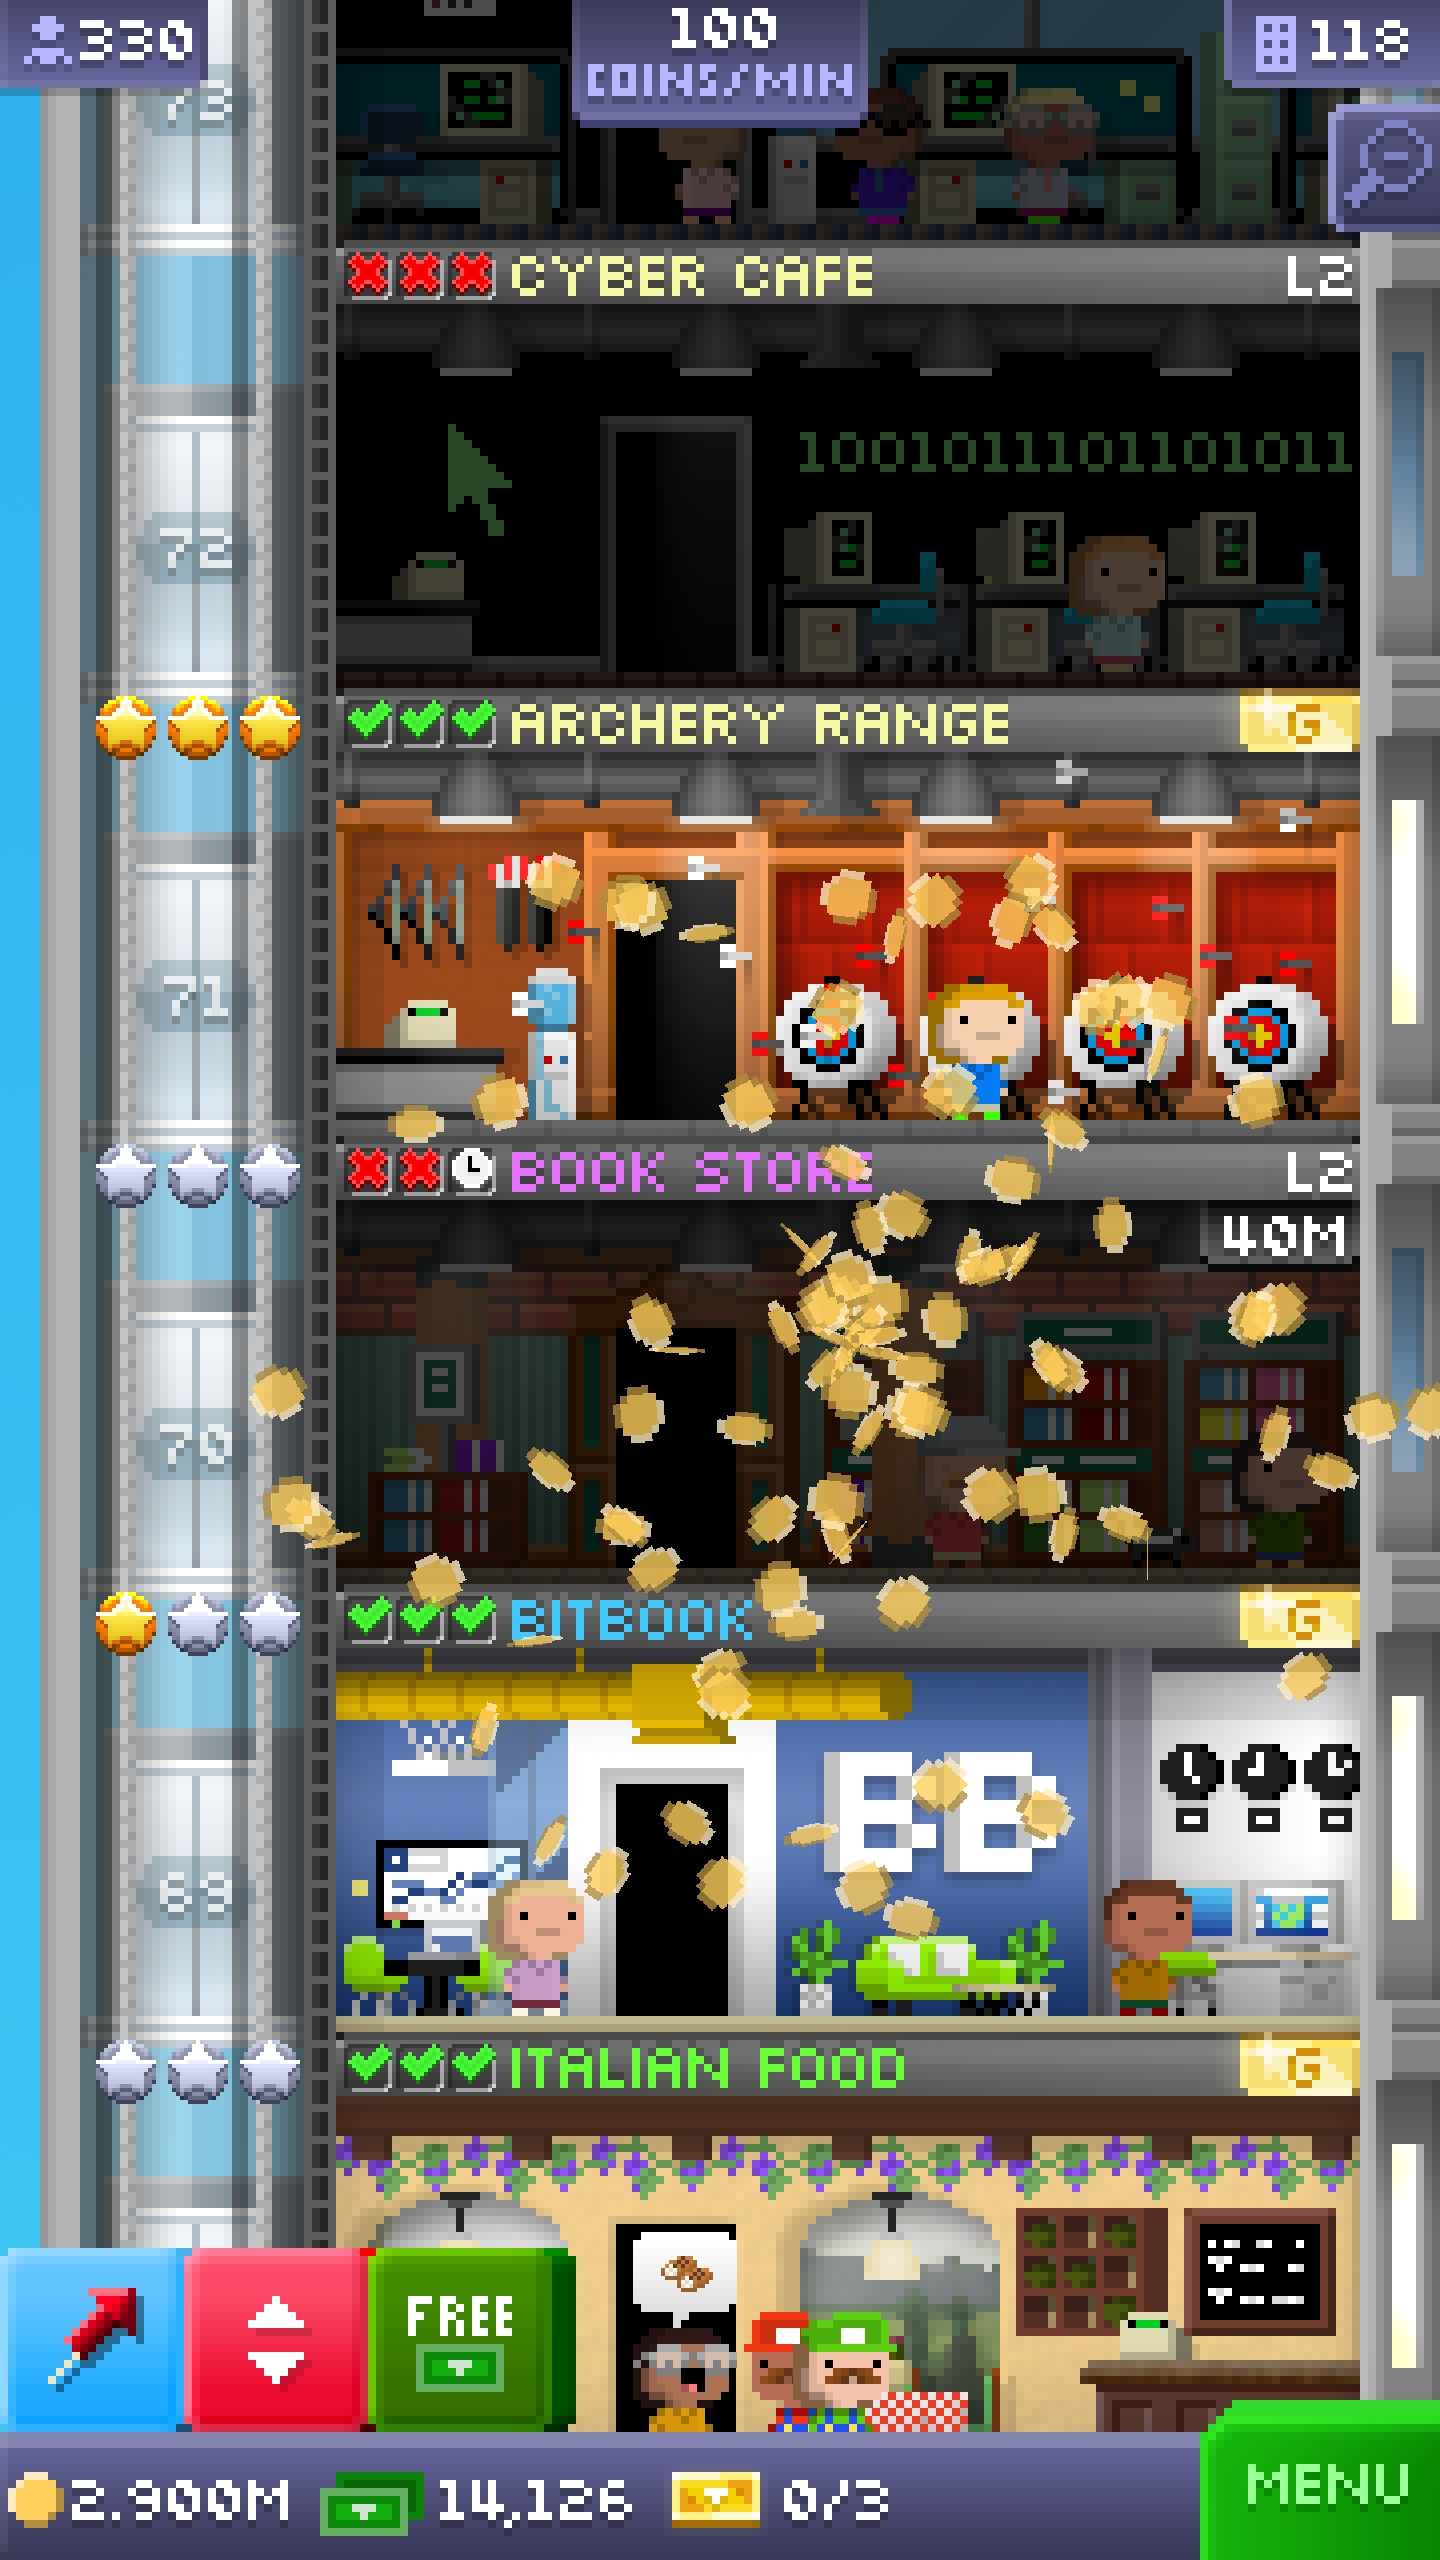 330
100
COINS/MIN
118
73
CYBER CAFE
L2
1001011101101011
72
ARCHERY RANGE
G
71
BOOK STORE
L2
40M
70
BITBOOK
G
BB
69
ITALIAN FOOD
G
FREE
2.900M
14,126
0/3
MENU